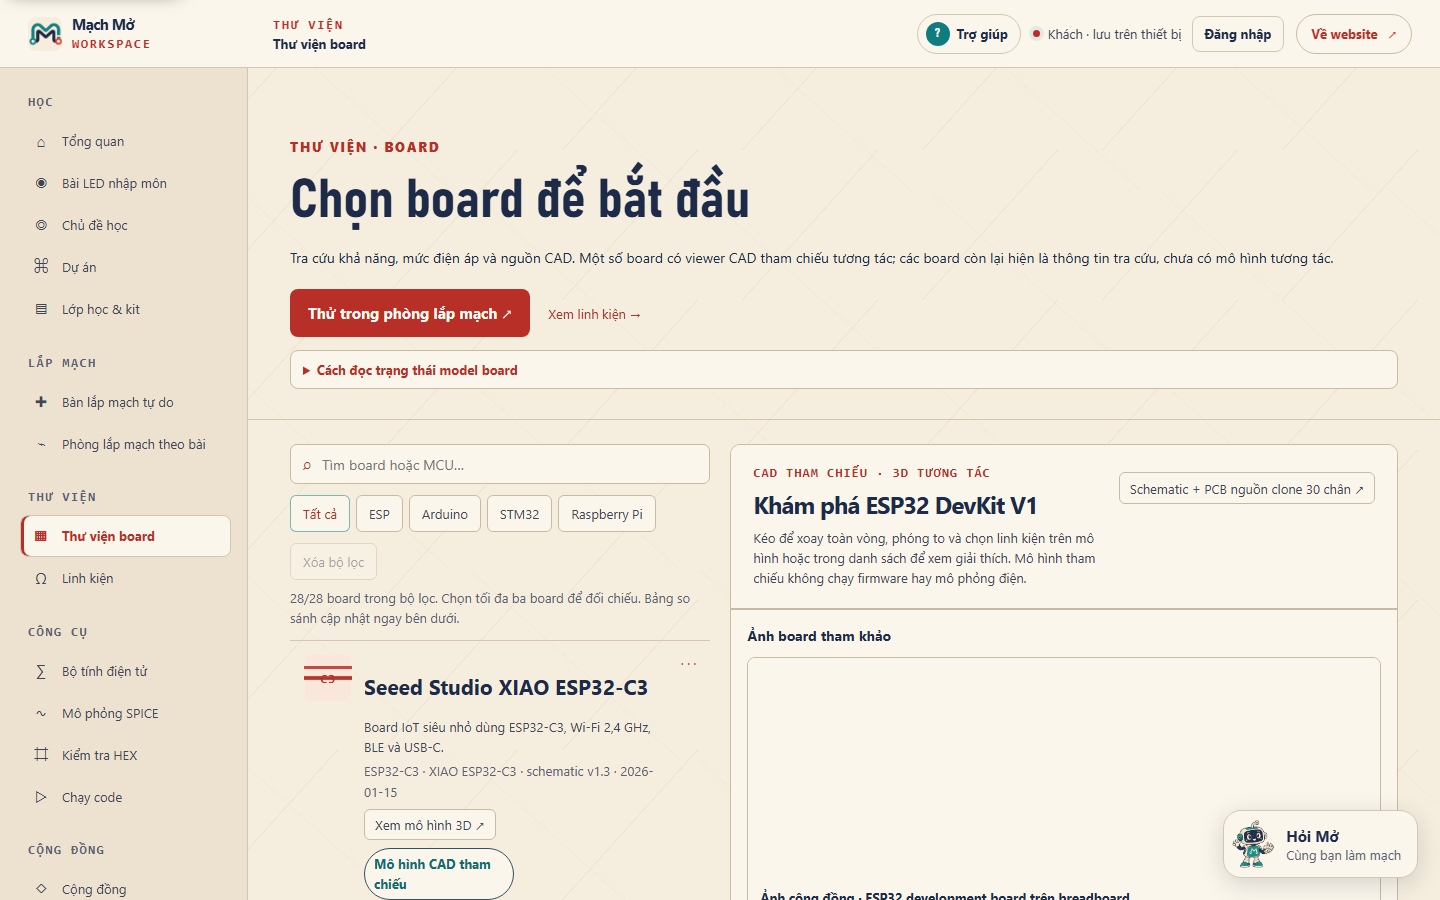 Mạch Mở
WORKSPACE
THƯ VIỆN
Thư viện board
? Trợ giúp
Khách · lưu trên thiết bị
Đăng nhập
Về website ↗
HỌC
Tổng quan
Bài LED nhập môn
Chủ đề học
Dự án
Lớp học & kit
LẮP MẠCH
Bàn lắp mạch tự do
Phòng lắp mạch theo bài
THƯ VIỆN
Thư viện board
Linh kiện
CÔNG CỤ
Bộ tính điện tử
Mô phỏng SPICE
Kiểm tra HEX
Chạy code
CỘNG ĐỒNG
Cộng đồng
THƯ VIỆN · BOARD
Chọn board để bắt đầu
Tra cứu khả năng, mức điện áp và nguồn CAD. Một số board có viewer CAD tham chiếu tương tác; các board còn lại hiện là thông tin tra cứu, chưa có mô hình tương tác.
Thử trong phòng lắp mạch ↗
Xem linh kiện →
▶ Cách đọc trạng thái model board
Tìm board hoặc MCU...
Tất cả
ESP
Arduino
STM32
Raspberry Pi
Xóa bộ lọc
28/28 board trong bộ lọc. Chọn tối đa ba board để đối chiếu. Bảng so
sánh cập nhật ngay bên dưới.
C3
...
Seeed Studio XIAO ESP32-C3
Board IoT siêu nhỏ dùng ESP32-C3, Wi-Fi 2,4 GHz,
BLE và USB-C.
ESP32-C3 · XIAO ESP32-C3 · schematic v1.3 · 2026-
01-15
Xem mô hình 3D ↗
Mô hình CAD tham
chiếu
CAD THAM CHIẾU · 3D TƯƠNG TÁC
Khám phá ESP32 DevKit V1
Kéo để xoay toàn vòng, phóng to và chọn linh kiện trên mô
hình hoặc trong danh sách để xem giải thích. Mô hình tham
chiếu không chạy firmware hay mô phỏng điện.
Schematic + PCB nguồn clone 30 chân ↗
Ảnh board tham khảo
Ảnh cộng đồng · ESP32 development board trên breadboard
Hỏi Mở
Cùng bạn làm mạch